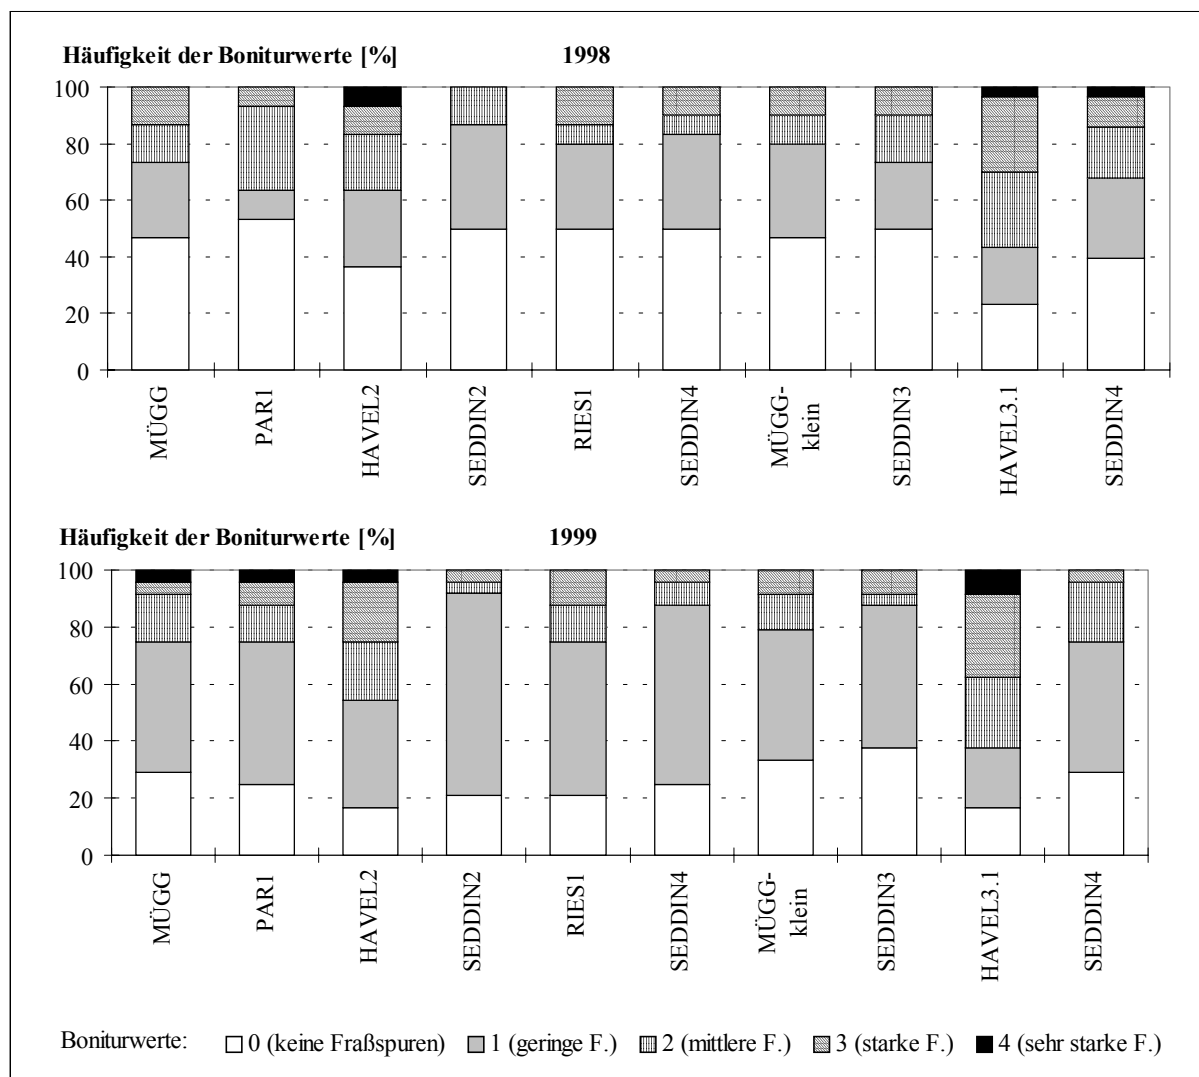 Häufigkeit der Boniturwerte [%] 1998
100
80
60
40
20
0
MÜGG
PAR1
HAVEL2
SEDDIN2
RIES1
SEDDIN4
MÜGG-
klein
SEDDIN3
HAVEL3.1
SEDDIN4
Häufigkeit der Boniturwerte [%] 1999
100
80
60
40
20
0
MÜGG
PAR1
HAVEL2
SEDDIN2
RIES1
SEDDIN4
MÜGG-
klein
SEDDIN3
HAVEL3.1
SEDDIN4
Boniturwerte: 0 (keine Fraßspuren) 1 (geringe F.) 2 (mittlere F.) 3 (starke F.) 4 (sehr starke F.)